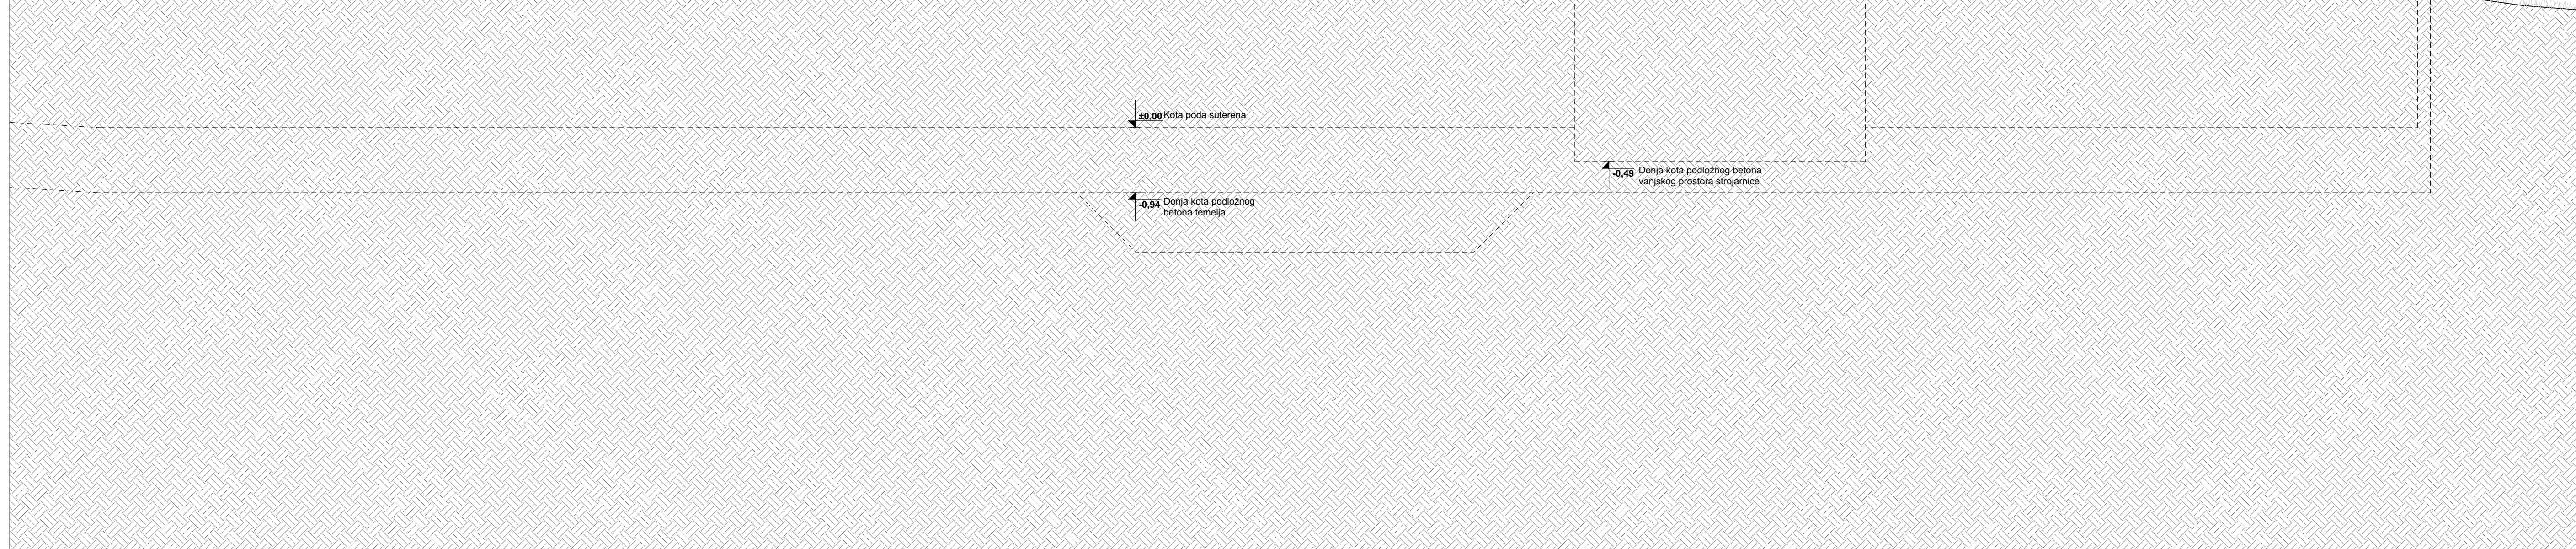 ±0,00 Kota poda suterena
-0,49 Donja kota podložnog betona
vanjskog prostora strojarnice
-0,94 Donja kota podložnog
betona temelja